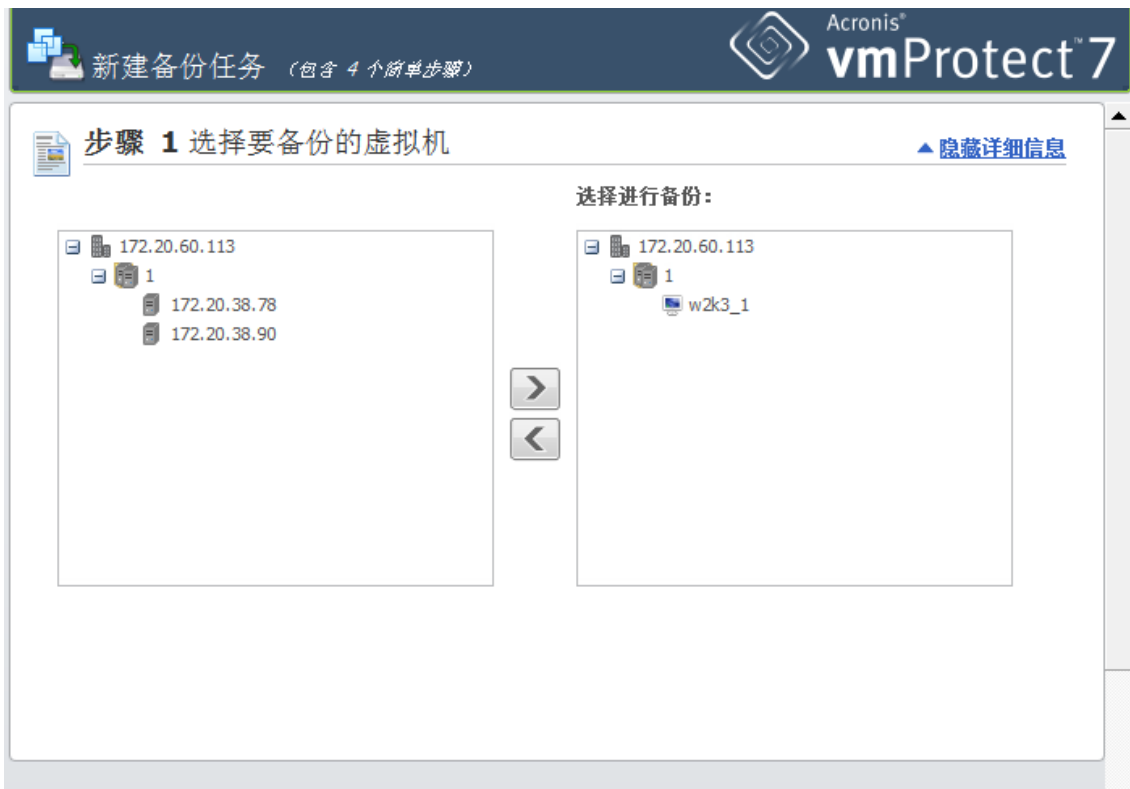 新建备份任务 (包含 4 个简单步骤)
Acronis®
vmProtect™ 7
步骤 1 选择要备份的虚拟机
隐藏详细信息
选择进行备份:
172.20.60.113
1
172.20.38.78
172.20.38.90
172.20.60.113
1
w2k3_1